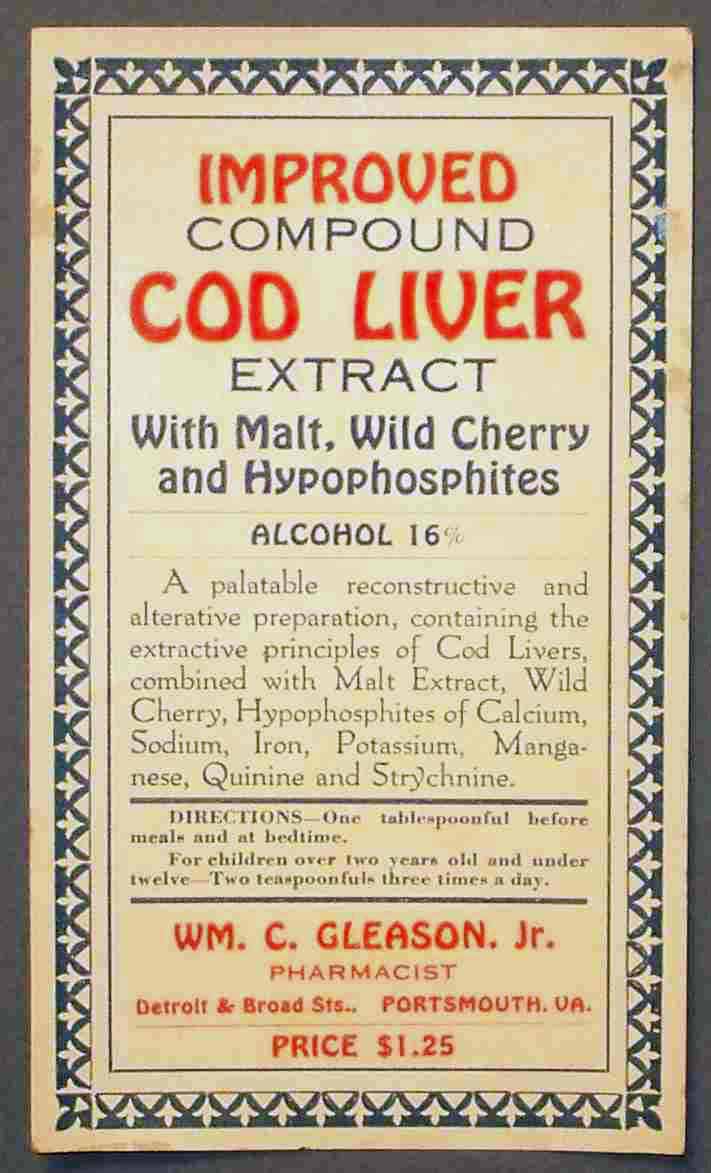 IMPROVED
COMPOUND
COD LIVER
EXTRACT
With Malt, Wild Cherry
and Hypophosphites
ALCOHOL 16%
A palatable reconstructive and
alterative preparation, containing the
extractive principles of Cod Livers,
combined with Malt Extract, Wild
Cherry, Hypophosphites of Calcium,
Sodium, Iron, Potassium, Manga-
nese, Quinine and Strychnine.
DIRECTIONS—One tablespoonful before
meals and at bedtime.
For children over two years old and under
twelve—Two teaspoonfuls three times a day.
WM. C. GLEASON, Jr.
PHARMACIST
Detroit & Broad Sts., PORTSMOUTH, VA.
PRICE $1.25